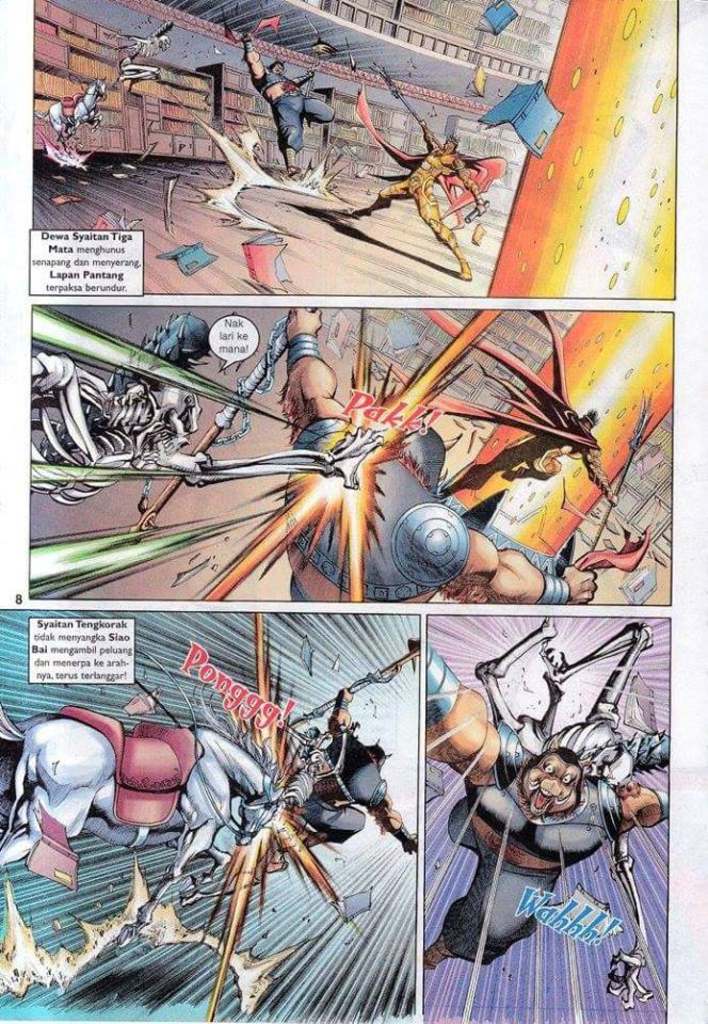 Dewa Syaitan Tiga
Mata menghunus
senapang dan menyerang,
Lapan Pantang
terpaksa berundur.
Nak
lari ke
mana!
Pakk!
8
Syaitan Tengkorak
tidak menyangka Siao
Bai mengambil peluang
dan menerpa ke arah-
nya, terus terlanggar!
Ponggg!
Wahhh!